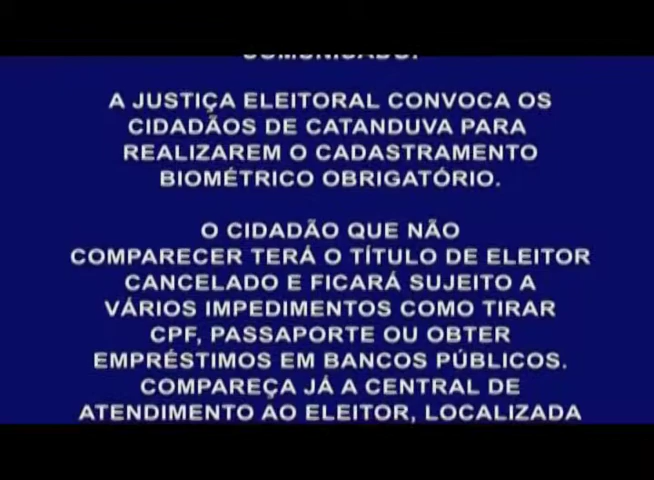 COMUNICADO:
A JUSTIÇA ELEITORAL CONVOCA OS
CIDADÃOS DE CATANDUVA PARA
REALIZAREM O CADASTRAMENTO
BIOMÉTRICO OBRIGATÓRIO.
O CIDADÃO QUE NÃO
COMPARECER TERÁ O TÍTULO DE ELEITOR
CANCELADO E FICARÁ SUJEITO A
VÁRIOS IMPEDIMENTOS COMO TIRAR
CPF, PASSAPORTE OU OBTER
EMPRÉSTIMOS EM BANCOS PÚBLICOS.
COMPAREÇA JÁ A CENTRAL DE
ATENDIMENTO AO ELEITOR, LOCALIZADA